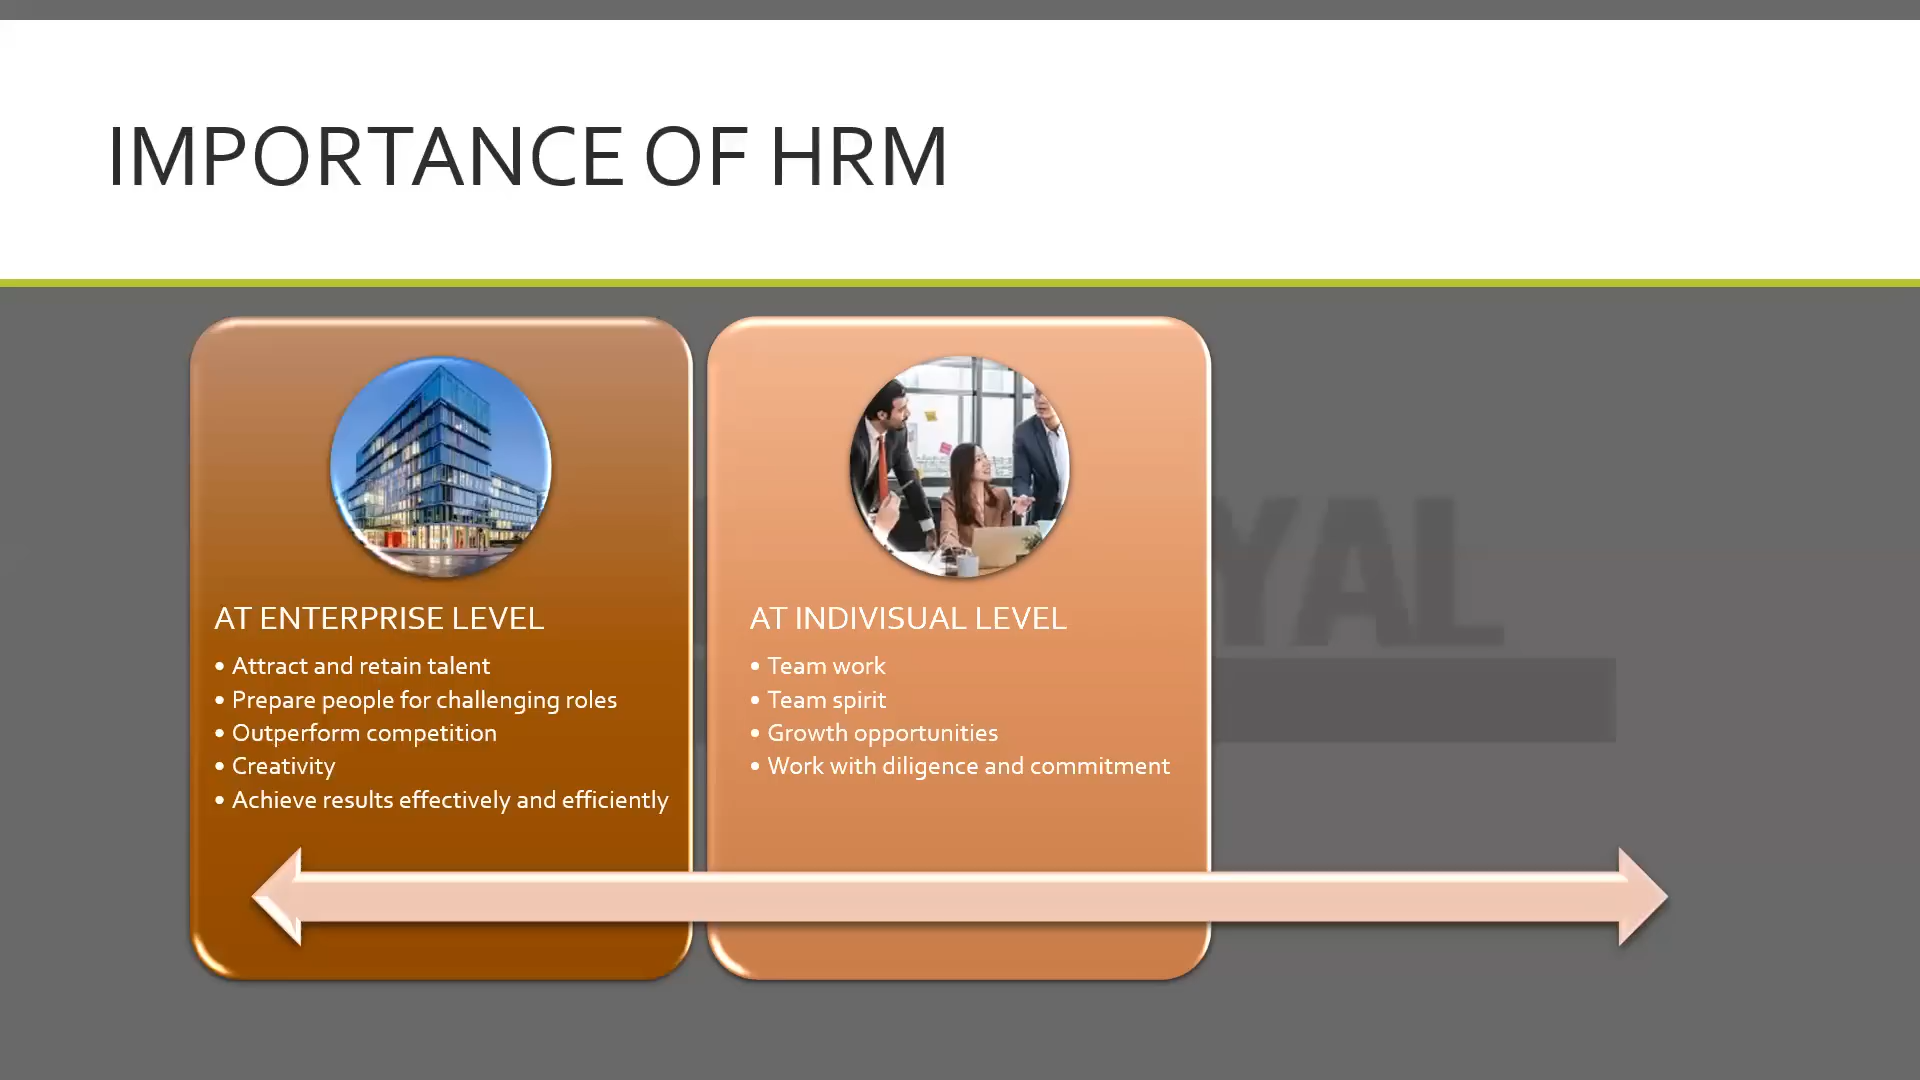 IMPORTANCE OF HRM
AT ENTERPRISE LEVEL
• Attract and retain talent
• Prepare people for challenging roles
• Outperform competition
• Creativity
• Achieve results effectively and efficiently
AT INDIVISUAL LEVEL
• Team work
• Team spirit
• Growth opportunities
• Work with diligence and commitment
YAL